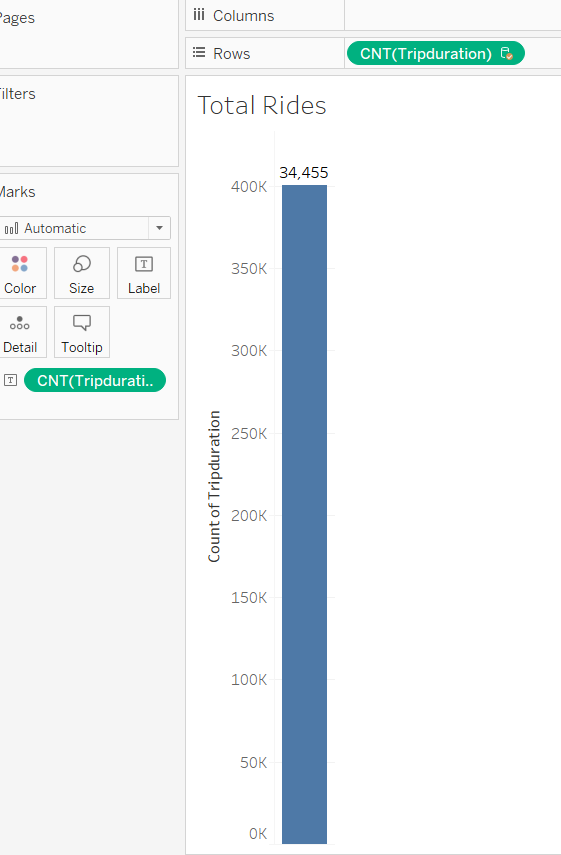 Pages
Columns
Rows
CNT(Tripduration)
Filters
Marks
Automatic
Color
Size
Label
Detail
Tooltip
CNT(Tripdurati..
Total Rides
34,455
400K
350K
300K
250K
200K
150K
100K
50K
0K
Count of Tripduration